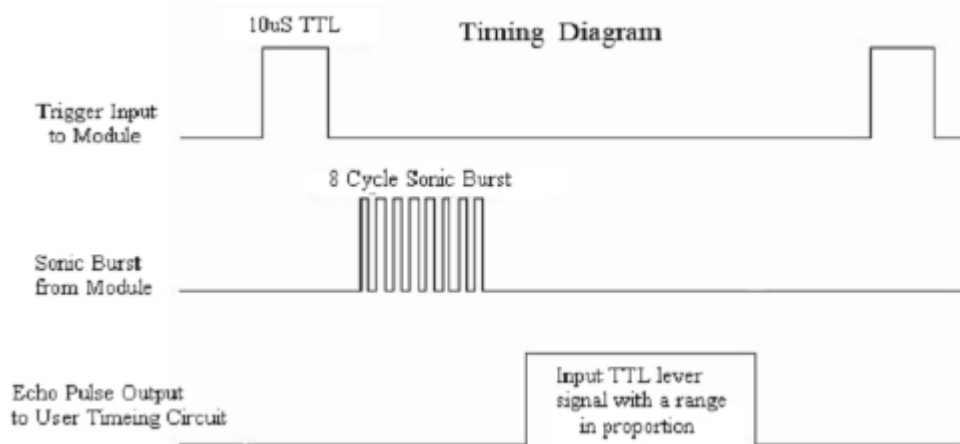 10uS TTL
Timing Diagram
Trigger Input
to Module
8 Cycle Sonic Burst
Sonic Burst
from Module
Echo Pulse Output
to User Timeing Circuit
Input TTL lever
signal with a range
in proportion